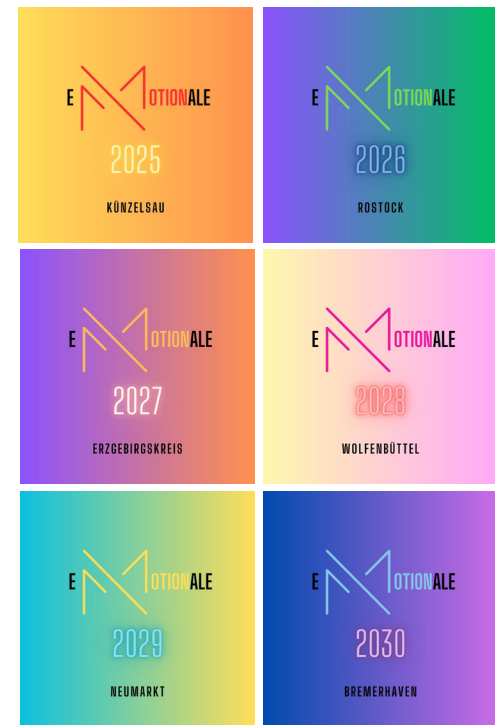 EMOTIONALE
2025
KÜNZELSAU
EMOTIONALE
2026
ROSTOCK
EMOTIONALE
2027
ERZGEBIRGSKREIS
EMOTIONALE
2028
WOLFENBÜTTEL
EMOTIONALE
2029
NEUMARKT
EMOTIONALE
2030
BREMERHAVEN